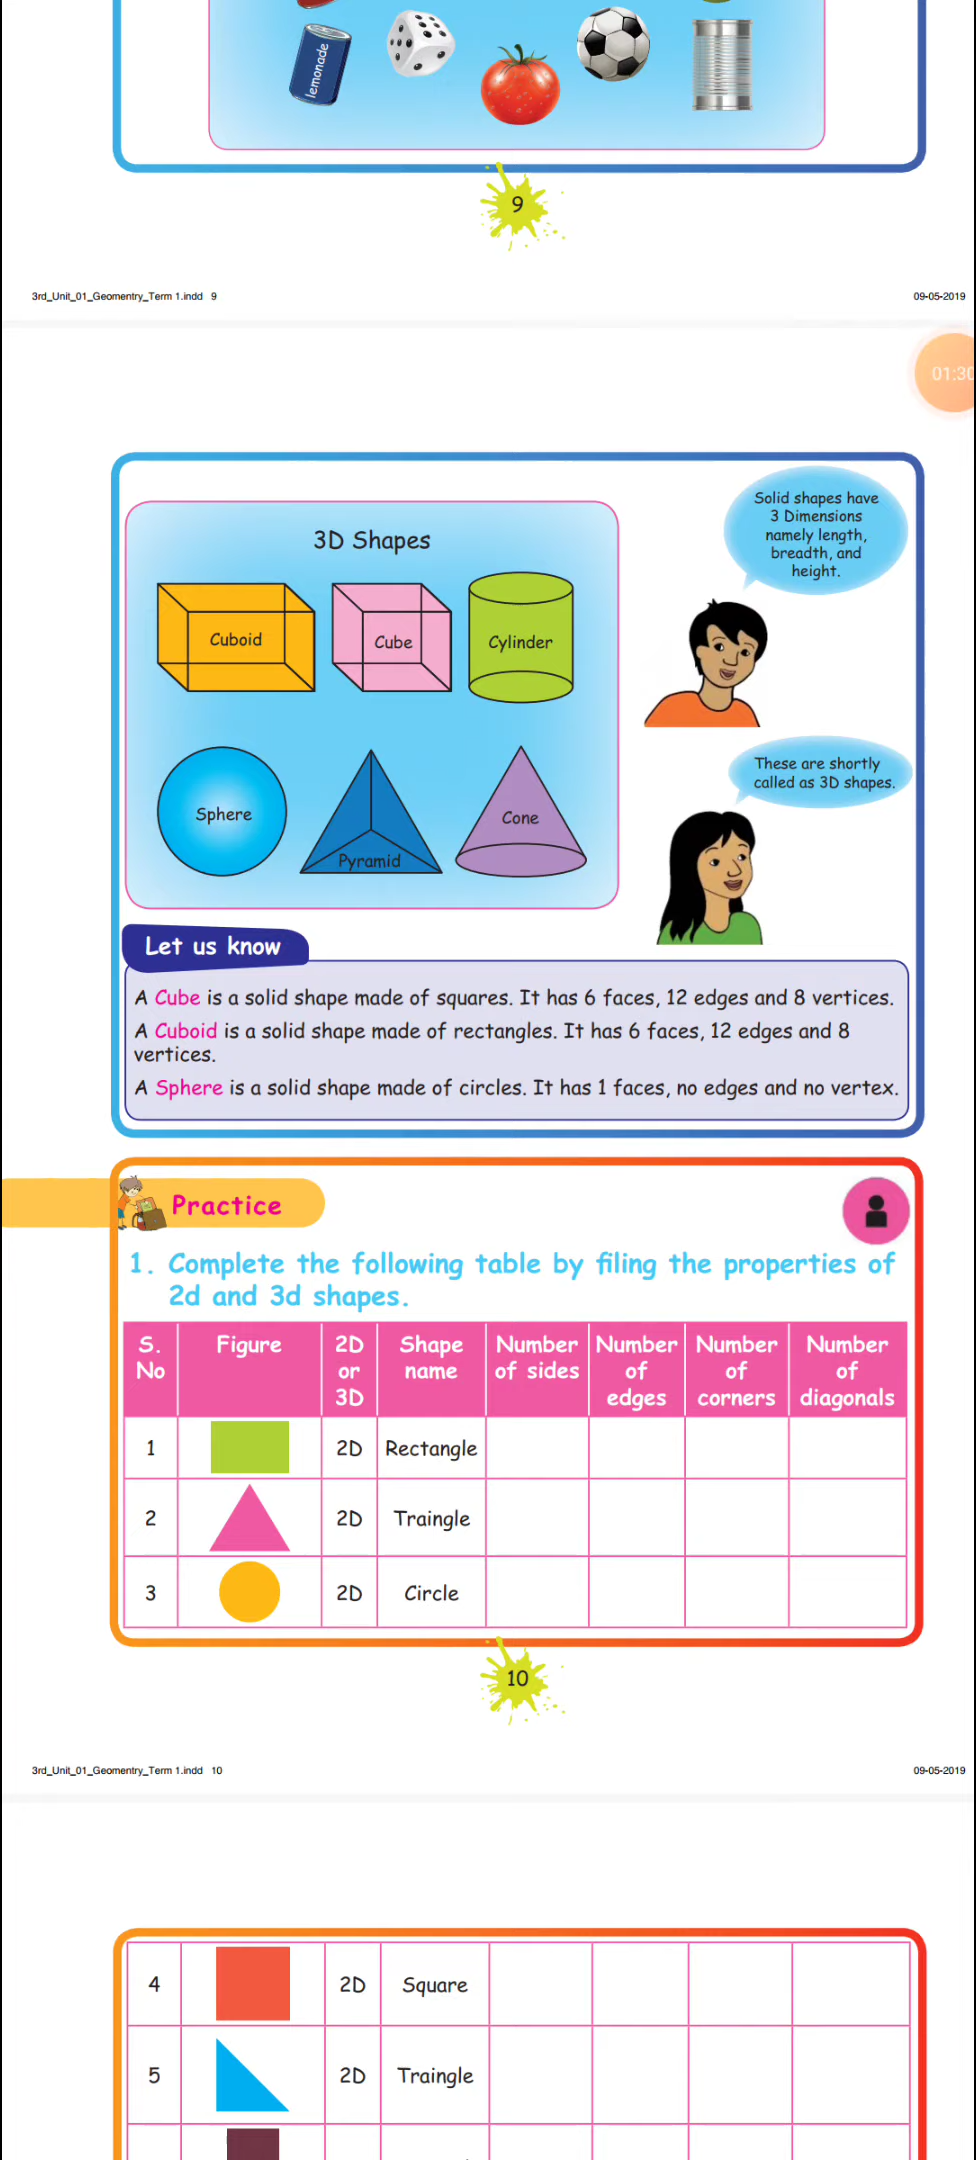 lemonade
9
3rd_Unit_01_Geomentry_Term 1.indd 9
09-05-2019
01:30
Solid shapes have
3 Dimensions
namely length,
breadth, and
height.
3D Shapes
Cuboid
Cube
Cylinder
Sphere
Pyramid
Cone
These are shortly
called as 3D shapes.
Let us know
A Cube is a solid shape made of squares. It has 6 faces, 12 edges and 8 vertices.
A Cuboid is a solid shape made of rectangles. It has 6 faces, 12 edges and 8
vertices.
A Sphere is a solid shape made of circles. It has 1 faces, no edges and no vertex.
Practice
1. Complete the following table by filing the properties of
2d and 3d shapes.
S. No Figure 2D or 3D Shape name Number of sides Number of edges Number of corners Number of diagonals
1 2D Rectangle
2 2D Traingle
3 2D Circle
10
3rd_Unit_01_Geomentry_Term 1.indd 10
09-05-2019
4 2D Square
5 2D Traingle